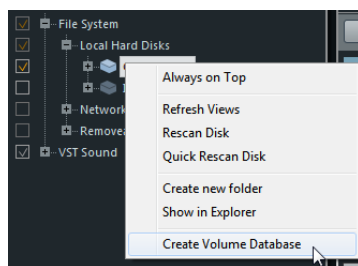 File System
Local Hard Disks
Network
Remove
VST Sound
Always on Top
Refresh Views
Rescan Disk
Quick Rescan Disk
Create new folder
Show in Explorer
Create Volume Database